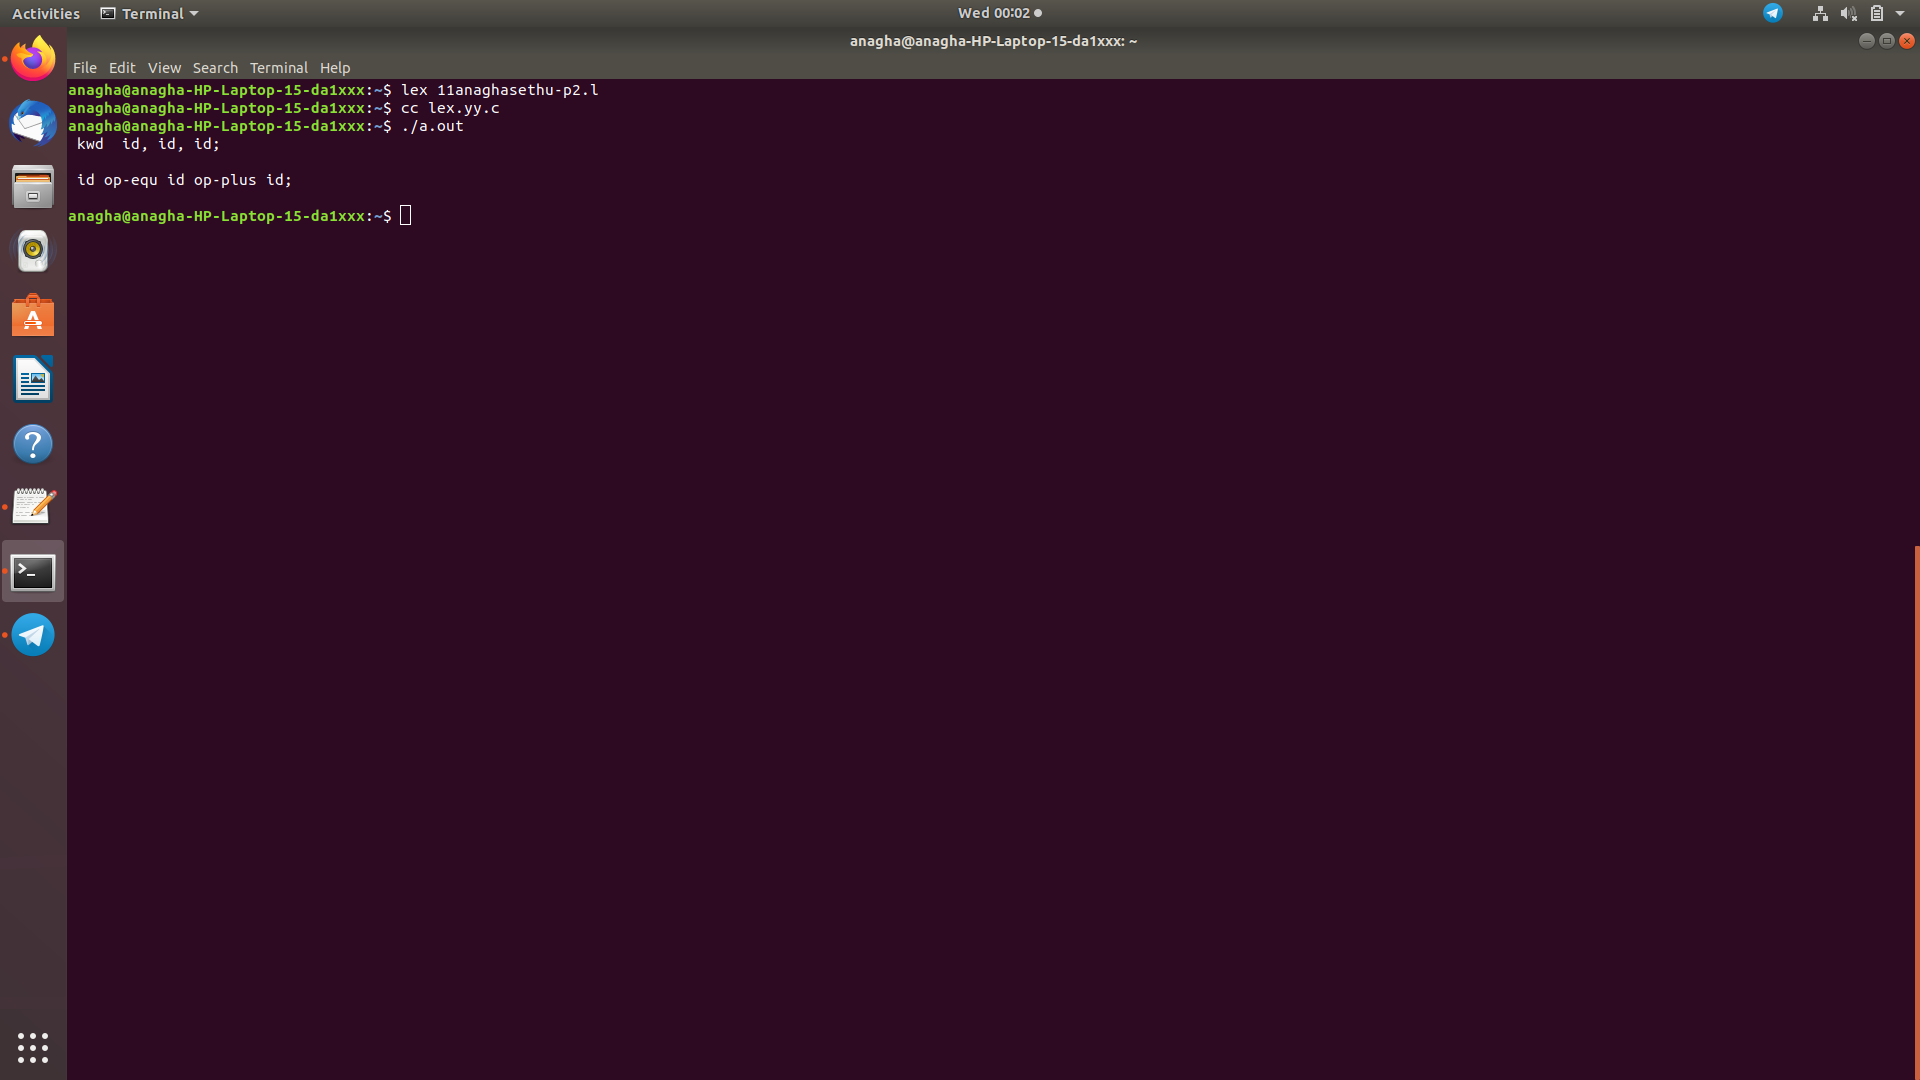 Activities Terminal Wed 00:02
anagha@anagha-HP-Laptop-15-da1xxx: ~
File Edit View Search Terminal Help
anagha@anagha-HP-Laptop-15-da1xxx:~$ lex 11anaghasethu-p2.l
anagha@anagha-HP-Laptop-15-da1xxx:~$ cc lex.yy.c
anagha@anagha-HP-Laptop-15-da1xxx:~$ ./a.out
kwd  id, id, id;
id op-equ id op-plus id;
anagha@anagha-HP-Laptop-15-da1xxx:~$